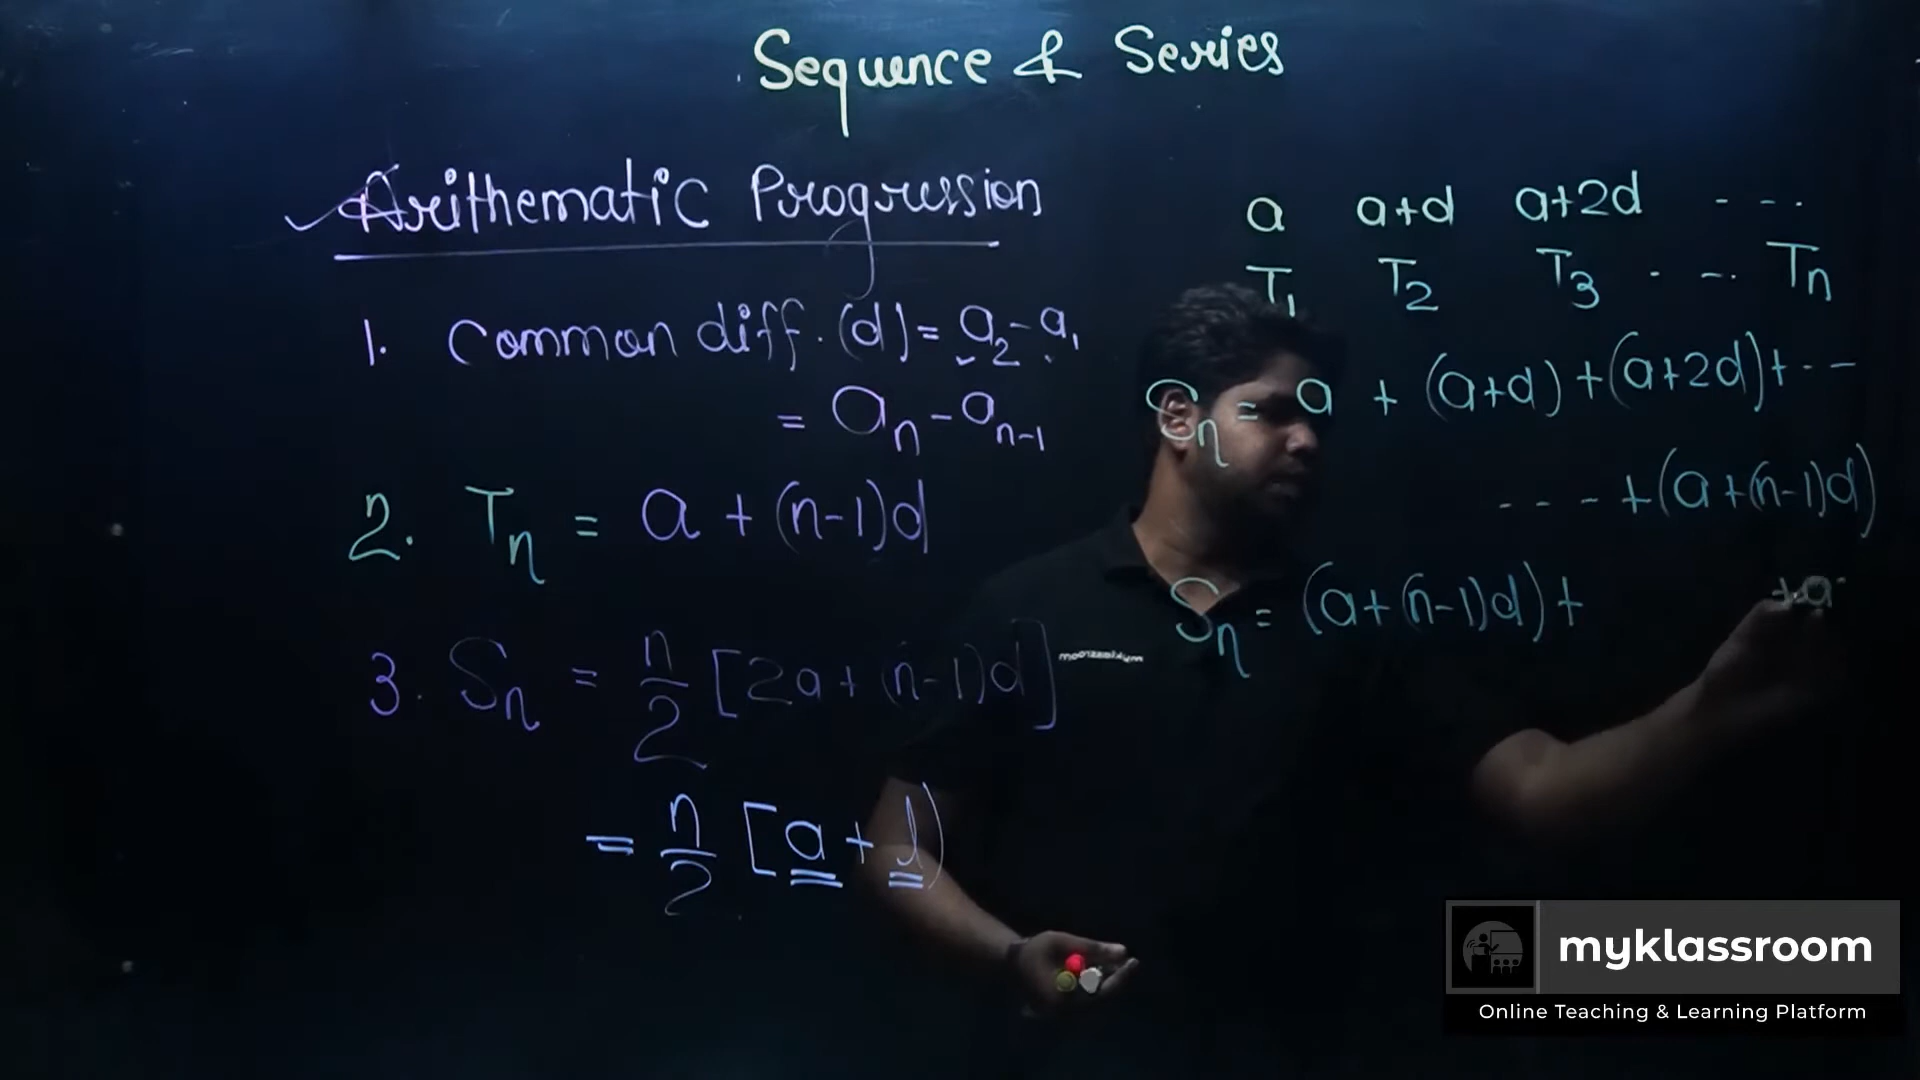 Sequence & Series
Arithematic Progression
1. Common diff. (d) = a₂ - a₁
= aₙ - aₙ₋₁
2. Tₙ = a + (n-1)d
3. Sₙ = n/2 [2a + (n-1)d]
= n/2 [a + l)
a a+d a+2d ---
T₁ T₂ T₃ - -- Tₙ
Sₙ = a + (a+d) + (a+2d) + ---
--- + (a+(n-1)d)
Sₙ = (a+(n-1)d) + +a
myklassroom
myklassroom
Online Teaching & Learning Platform